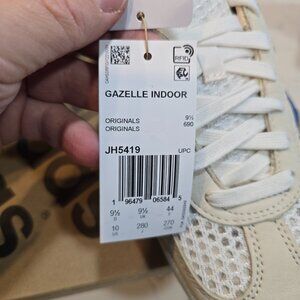 RFID
GAZELLE INDOOR
ORIGINALS 9½
ORIGINALS 690
JH5419 UPC
1 96479 06584 5
9½ 9½ 44
10 280 270